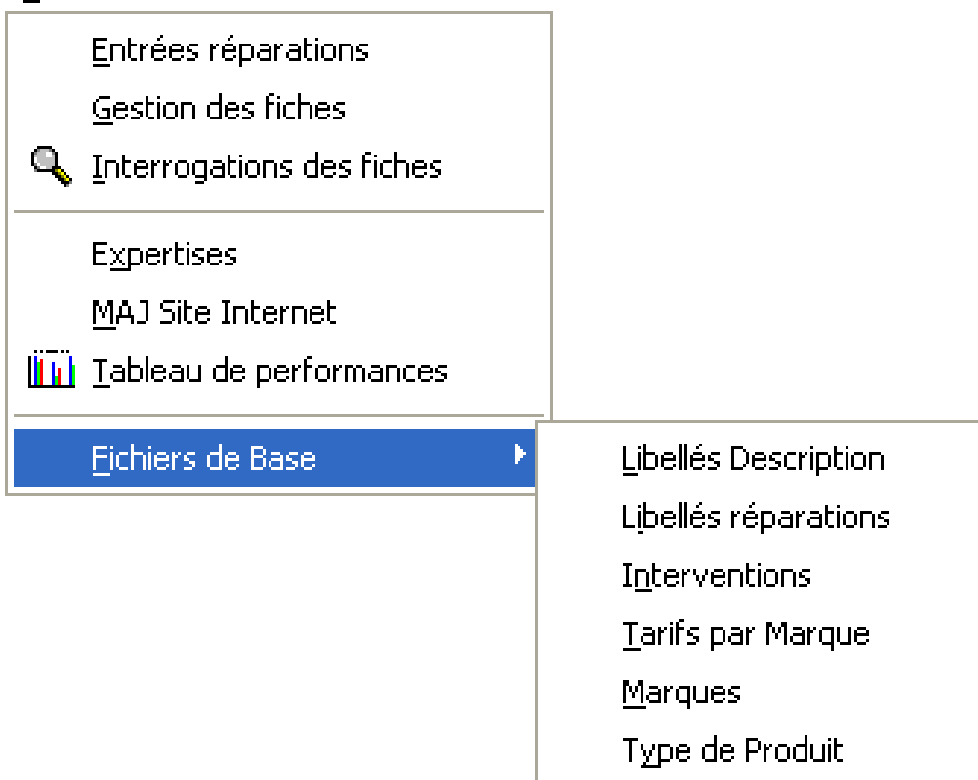 Entrées réparations
Gestion des fiches
Interrogations des fiches
Expertises
MAJ Site Internet
Tableau de performances
Fichiers de Base
Libellés Description
Libellés réparations
Interventions
Tarifs par Marque
Marques
Type de Produit